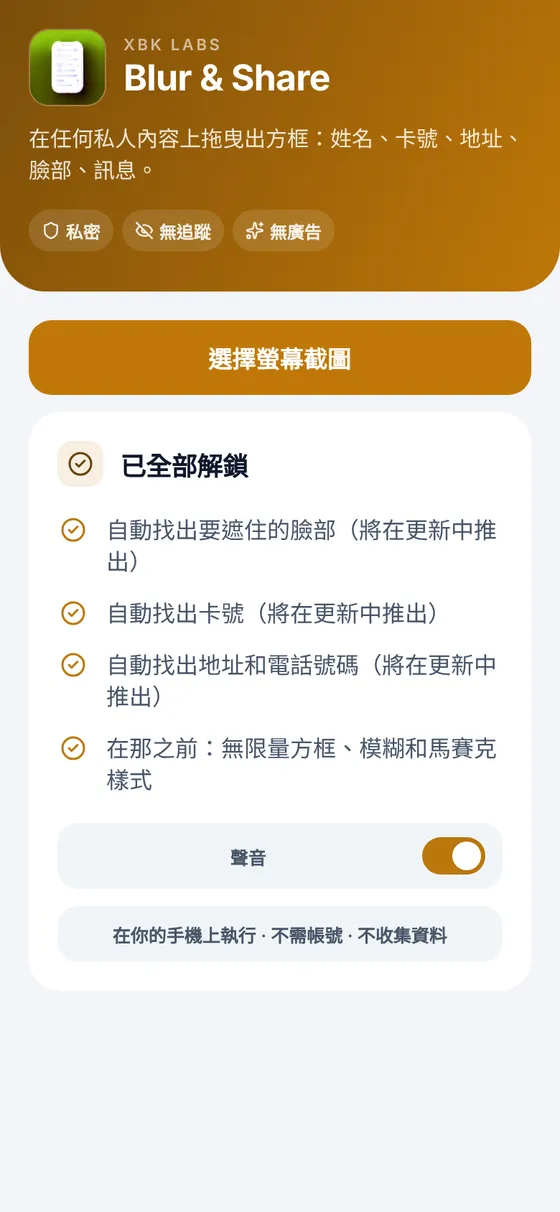 XBK LABS
Blur & Share
在任何私人內容上拖曳出方框：姓名、卡號、地址、
臉部、訊息。
私密
無追蹤
無廣告
選擇螢幕截圖
已全部解鎖
自動找出要遮住的臉部（將在更新中推
出）
自動找出卡號（將在更新中推出）
自動找出地址和電話號碼（將在更新中
推出）
在那之前：無限量方框、模糊和馬賽克
樣式
聲音
在你的手機上執行 · 不需帳號 · 不收集資料